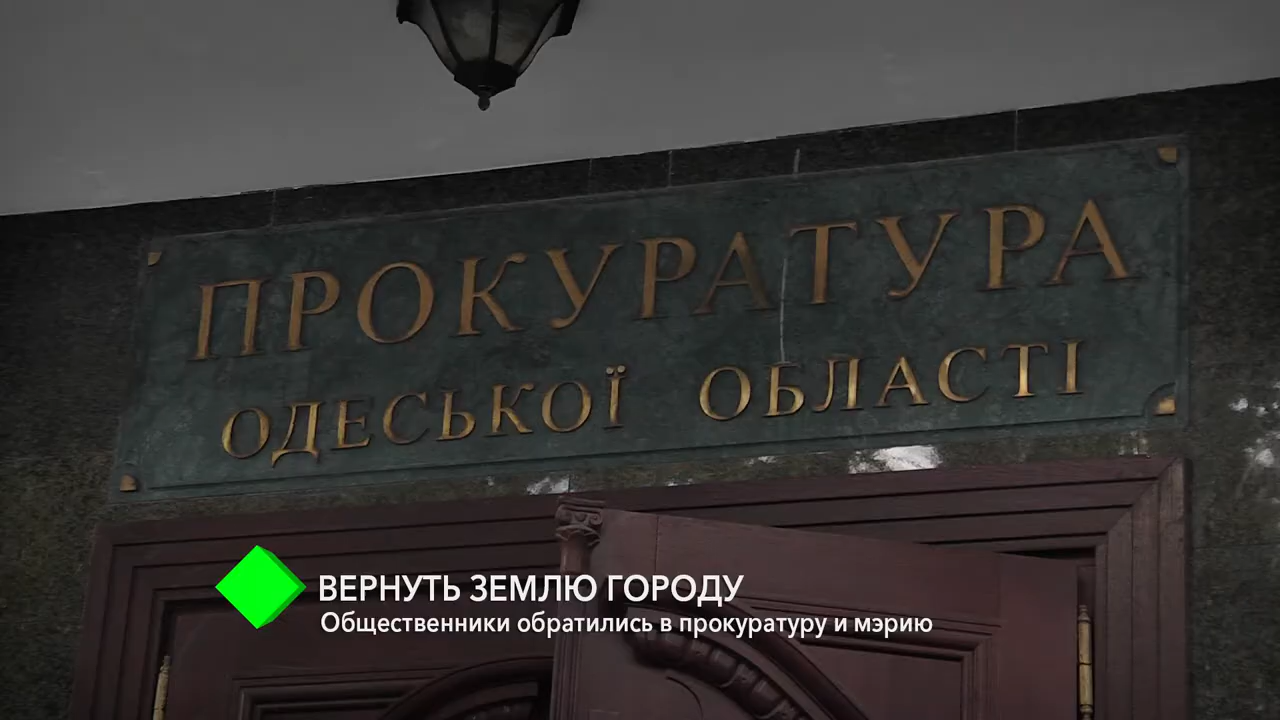 ПРОКУРАТУРА
ОДЕСЬКОЇ ОБЛАСТІ
ВЕРНУТЬ ЗЕМЛЮ ГОРОДУ
Общественники обратились в прокуратуру и мэрию